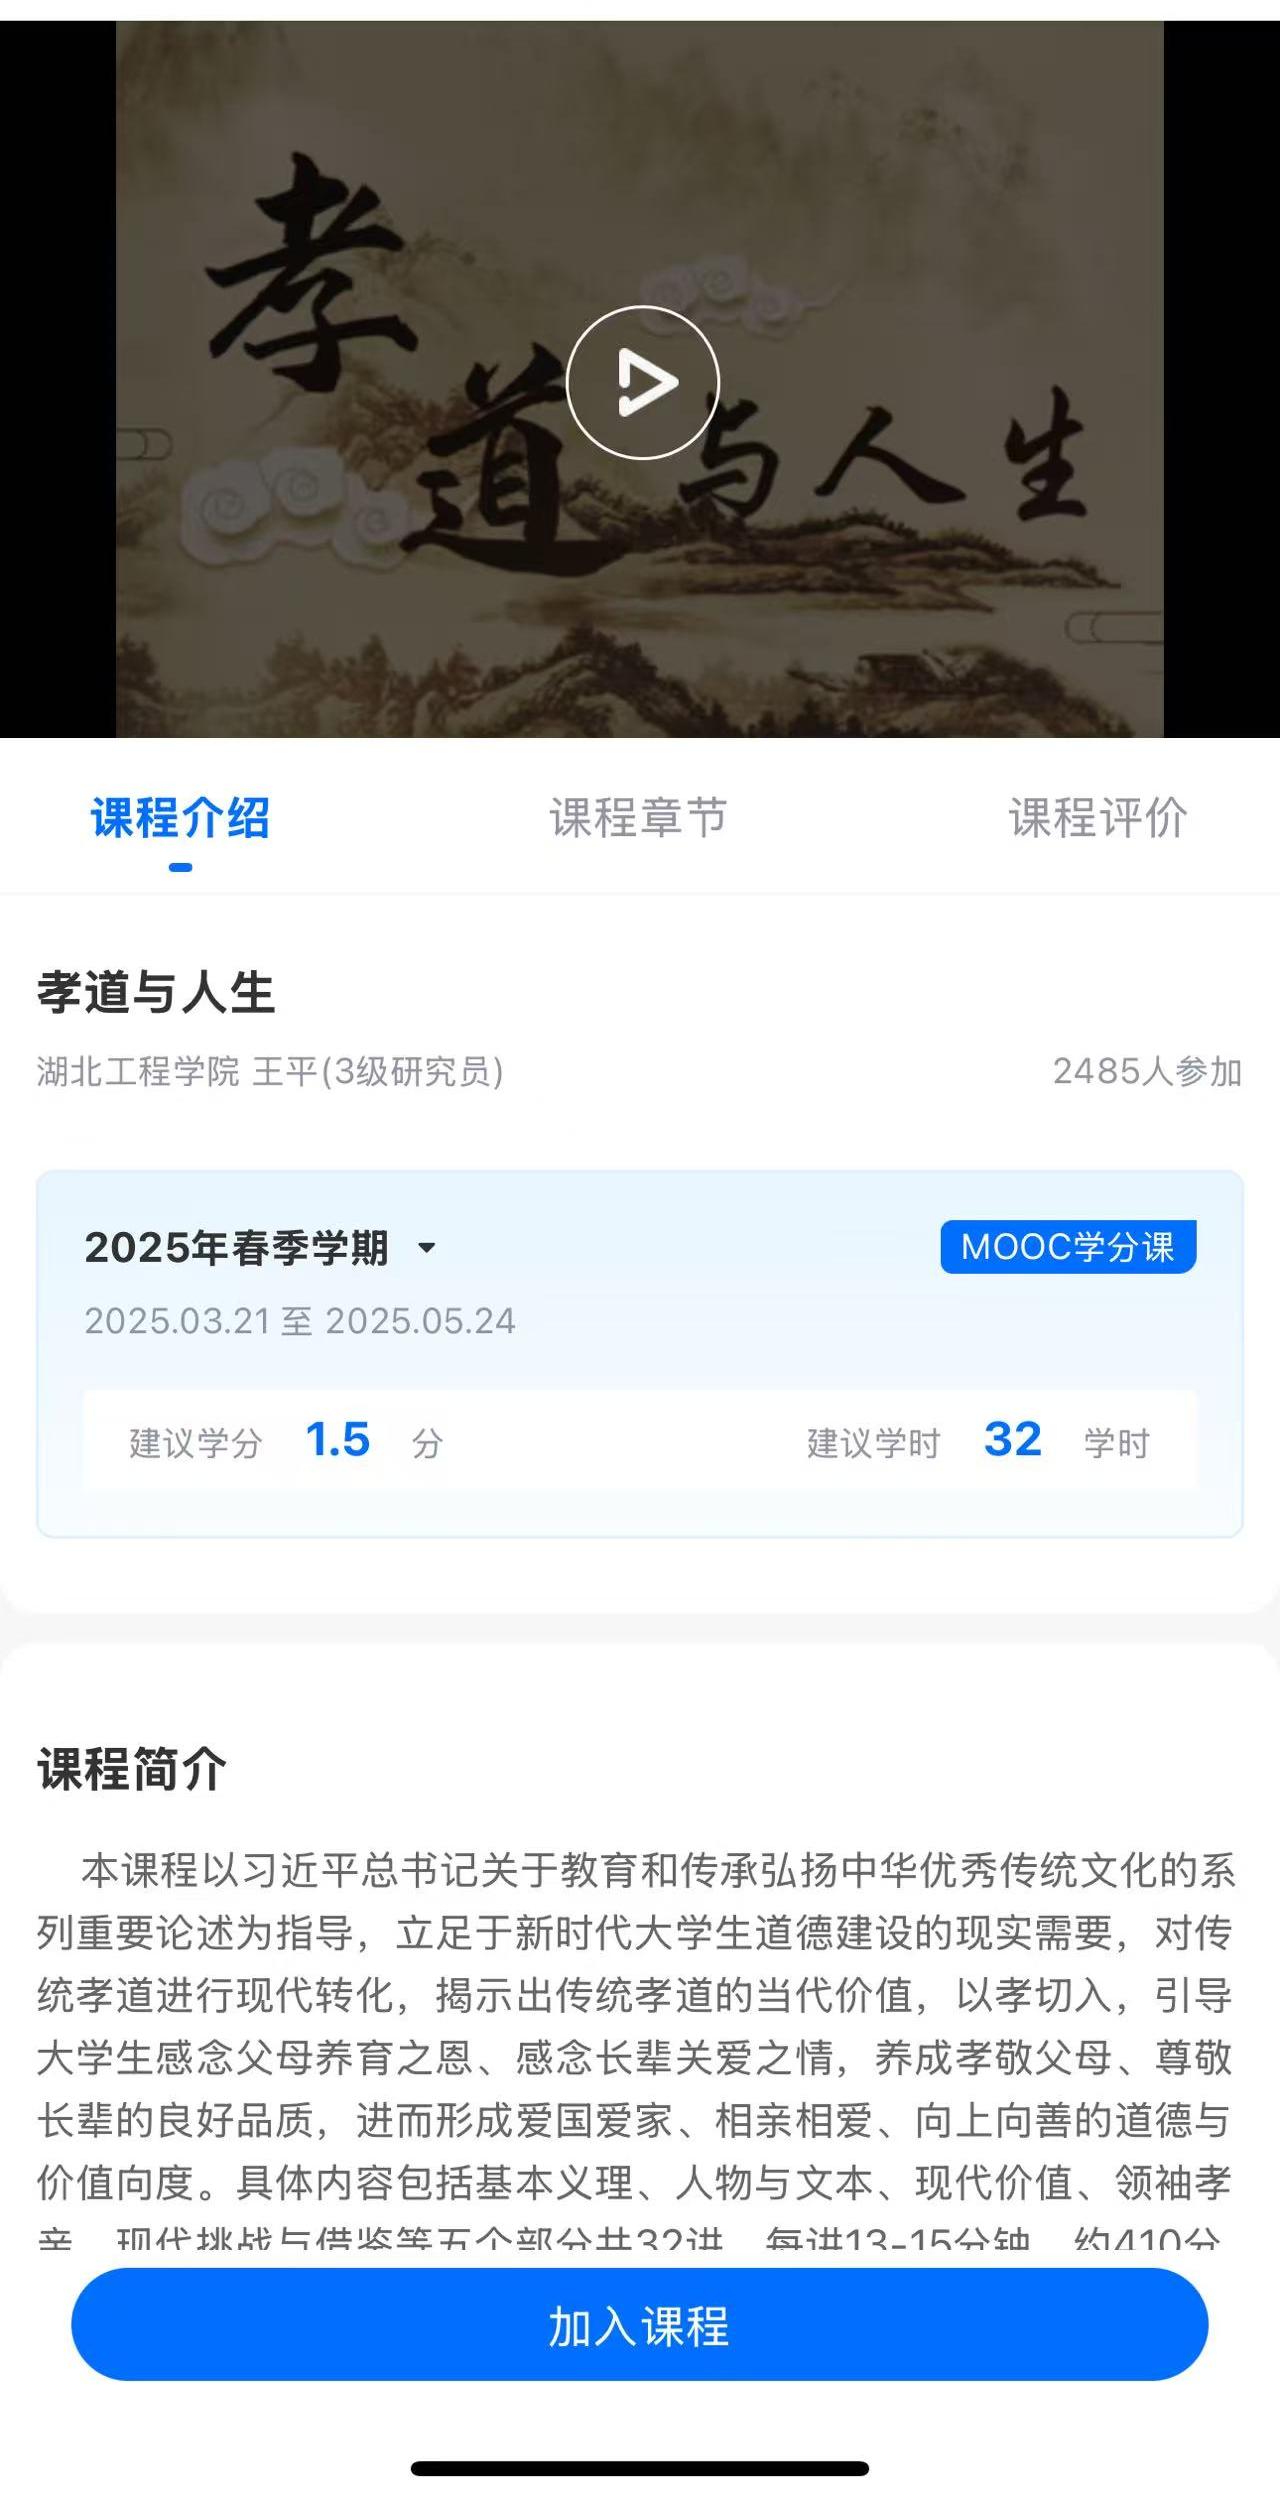 孝道与人生
课程介绍
课程章节
课程评价
孝道与人生
湖北工程学院 王平(3级研究员)
2485人参加
2025年春季学期
MOOC学分课
2025.03.21 至 2025.05.24
建议学分 1.5 分
建议学时 32 学时
课程简介
本课程以习近平总书记关于教育和传承弘扬中华优秀传统文化的系
列重要论述为指导，立足于新时代大学生道德建设的现实需要，对传
统孝道进行现代转化，揭示出传统孝道的当代价值，以孝切入，引导
大学生感念父母养育之恩、感念长辈关爱之情，养成孝敬父母、尊敬
长辈的良好品质，进而形成爱国爱家、相亲相爱、向上向善的道德与
价值向度。具体内容包括基本义理、人物与文本、现代价值、领袖孝
亲、现代挑战与借鉴等五个部分共32讲，每讲13-15分钟，约410分
加入课程